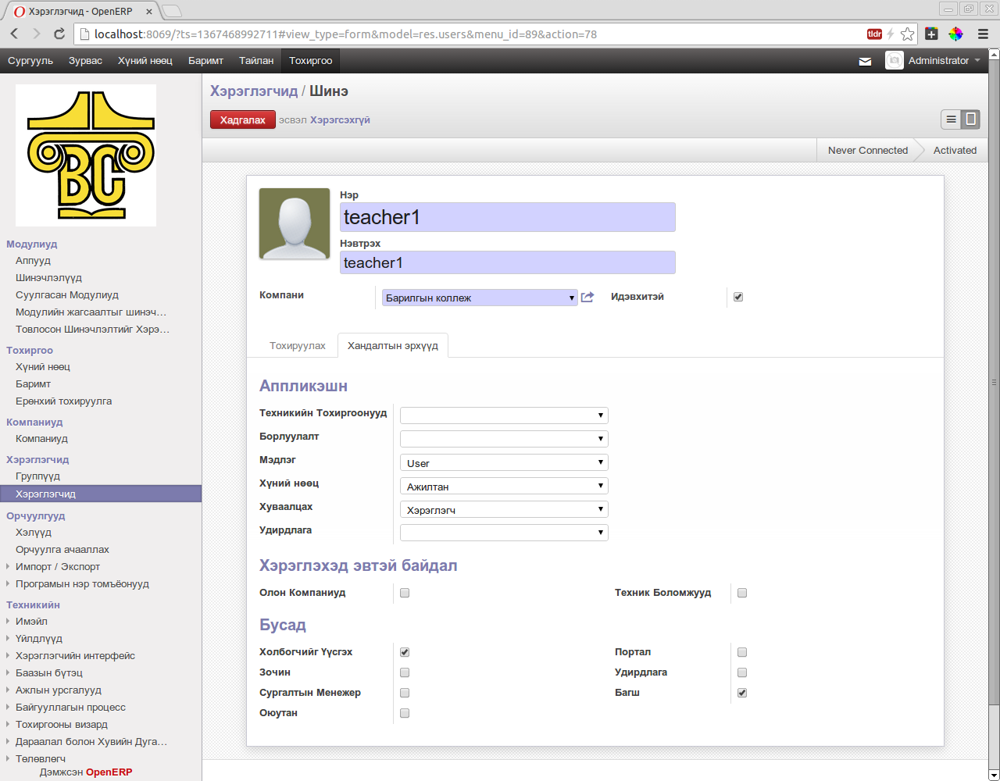 Хэрэглэгчид - OpenERP
localhost:8069/?ts=1367468992711#view_type=form&model=res.users&menu_id=89&action=78
tldr
Сургууль Зурвас Хүний нөөц Баримт Тайлан Тохиргоо Administrator
ВС
Модулиуд
Аппууд
Шинэчлэлүүд
Суулгасан Модулиуд
Модулийн жагсаалтыг шинэч...
Товлосон Шинэчлэлтийг Хэрэ...
Тохиргоо
Хүний нөөц
Баримт
Ерөнхий тохируулга
Компаниуд
Компаниуд
Хэрэглэгчид
Группүүд
Хэрэглэгчид
Орчуулгууд
Хэлүүд
Орчуулга ачааллах
Импорт / Экспорт
Програмын нэр томъёонууд
Техникийн
Имэйл
Үйлдлүүд
Хэрэглэгчийн интерфейс
Баазын бүтэц
Ажлын урсгалууд
Байгууллагын процесс
Тохиргооны визард
Дараалал болон Хувийн Дуга...
Төлөвлөгч
Дэмжсэн OpenERP
Хэрэглэгчид / Шинэ
Хадгалах эсвэл Хэрэгсэхгүй
Never Connected Activated
Нэр
teacher1
Нэвтрэх
teacher1
Компани Барилгын коллеж Идэвхитэй
Тохируулах Хандалтын эрхүүд
Аппликэшн
Техникийн Тохиргоонууд
Борлуулалт
Мэдлэг User
Хүний нөөц Ажилтан
Хуваалцах Хэрэглэгч
Удирдлага
Хэрэглэхэд эвтэй байдал
Олон Компаниуд Техник Боломжууд
Бусад
Холбогчийг Үүсгэх Портал
Зочин Удирдлага
Сургалтын Менежер Багш
Оюутан